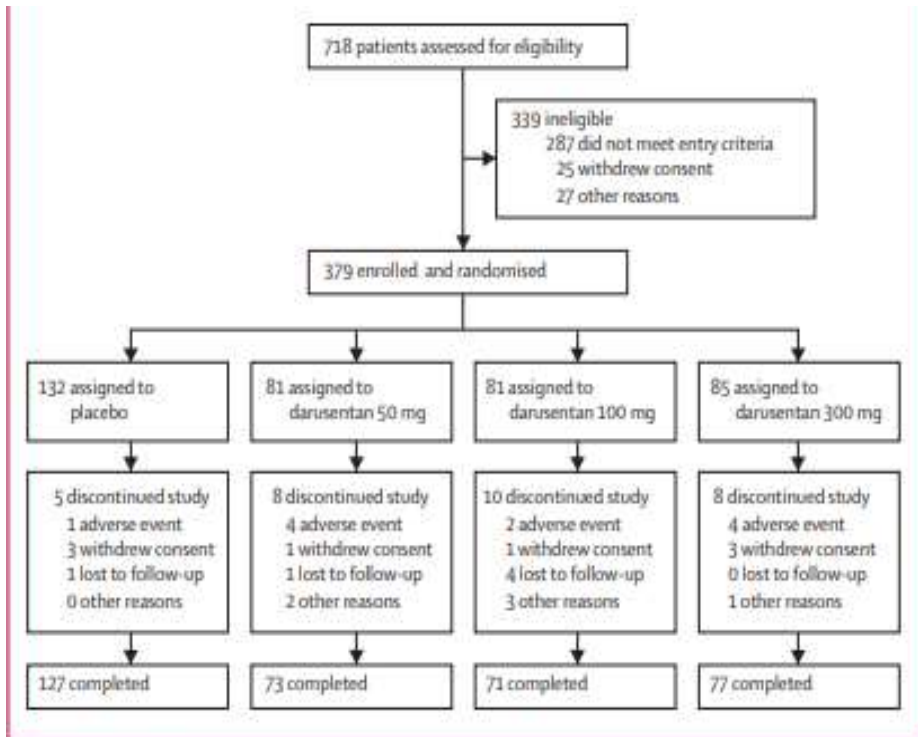 718 patients assessed for eligibility
339 ineligible
287 did not meet entry criteria
25 withdrew consent
27 other reasons
379 enrolled and randomised
132 assigned to
placebo
81 assigned to
darusentan 50 mg
81 assigned to
darusentan 100 mg
85 assigned to
darusentan 300 mg
5 discontinued study
1 adverse event
3 withdrew consent
1 lost to follow-up
0 other reasons
8 discontinued study
4 adverse event
1 withdrew consent
1 lost to follow-up
2 other reasons
10 discontinued study
2 adverse event
1 withdrew consent
4 lost to follow-up
3 other reasons
8 discontinued study
4 adverse event
3 withdrew consent
0 lost to follow-up
1 other reasons
127 completed
73 completed
71 completed
77 completed